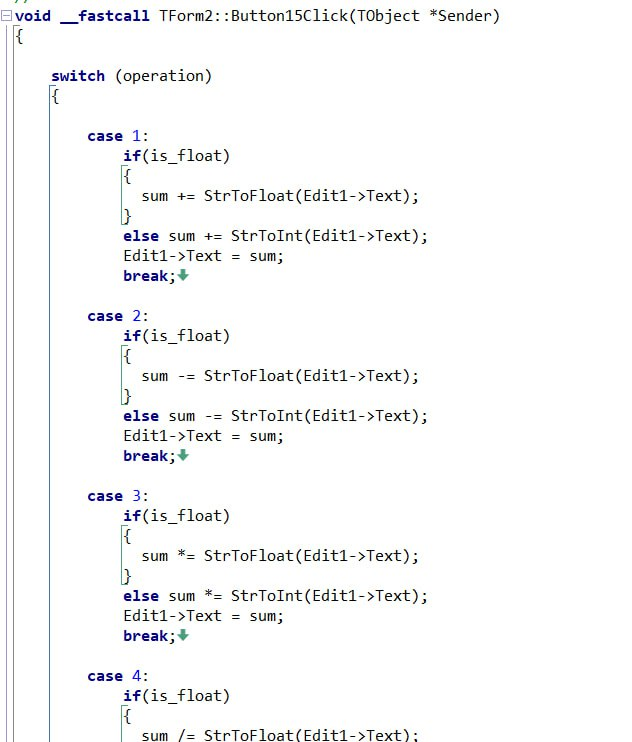 void __fastcall TForm2::Button15Click(TObject *Sender)
{
switch (operation)
{
case 1:
if(is_float)
{
sum += StrToFloat(Edit1->Text);
}
else sum += StrToInt(Edit1->Text);
Edit1->Text = sum;
break;
case 2:
if(is_float)
{
sum -= StrToFloat(Edit1->Text);
}
else sum -= StrToInt(Edit1->Text);
Edit1->Text = sum;
break;
case 3:
if(is_float)
{
sum *= StrToFloat(Edit1->Text);
}
else sum *= StrToInt(Edit1->Text);
Edit1->Text = sum;
break;
case 4:
if(is_float)
{
sum /= StrToFloat(Edit1->Text);